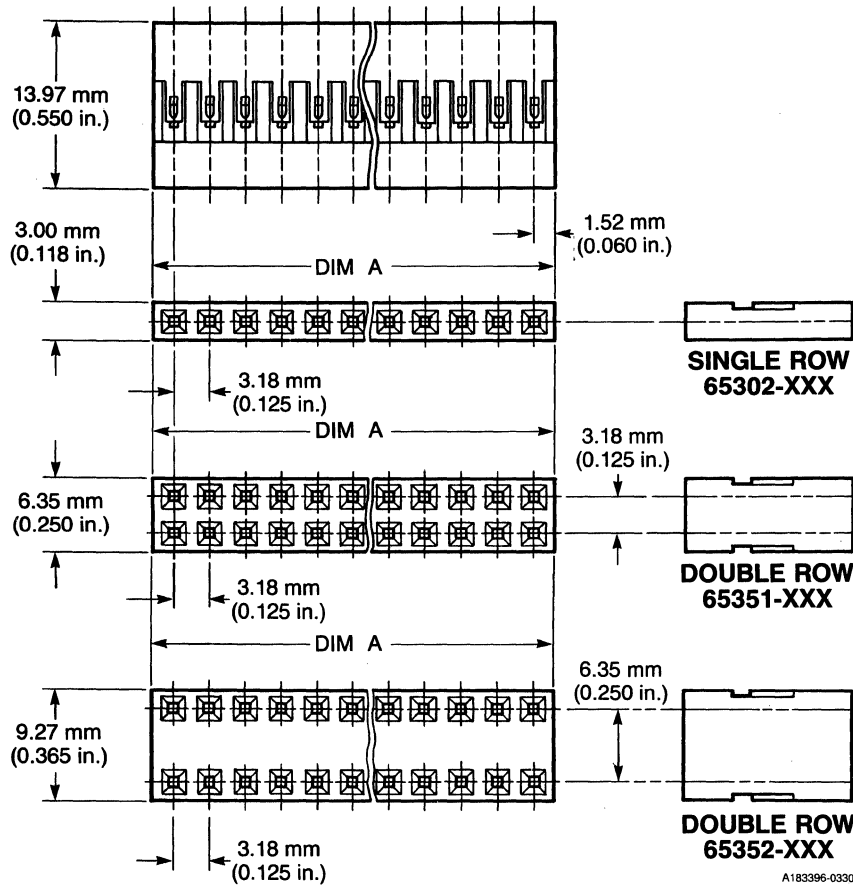 13.97 mm
(0.550 in.)
3.00 mm
(0.118 in.)
1.52 mm
(0.060 in.)
DIM A
SINGLE ROW
65302-XXX
3.18 mm
(0.125 in.)
DIM A
3.18 mm
(0.125 in.)
6.35 mm
(0.250 in.)
DOUBLE ROW
65351-XXX
3.18 mm
(0.125 in.)
DIM A
6.35 mm
(0.250 in.)
9.27 mm
(0.365 in.)
DOUBLE ROW
65352-XXX
3.18 mm
(0.125 in.)
A183396-0330